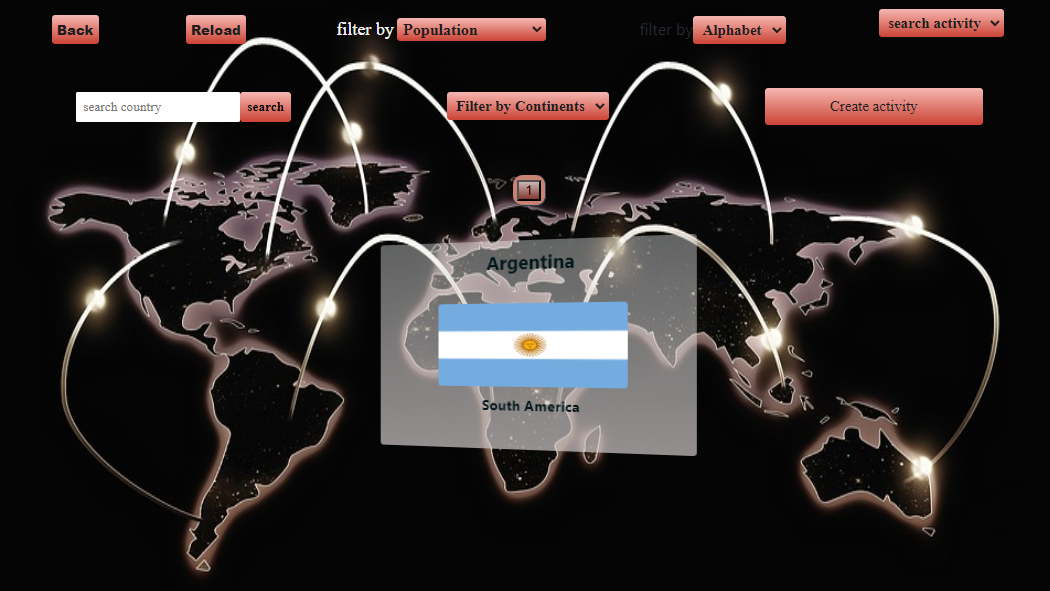 Back
Reload
filter by Population
filter by Alphabet
search activity
search country
search
Filter by Continents
Create activity
1
Argentina
South America